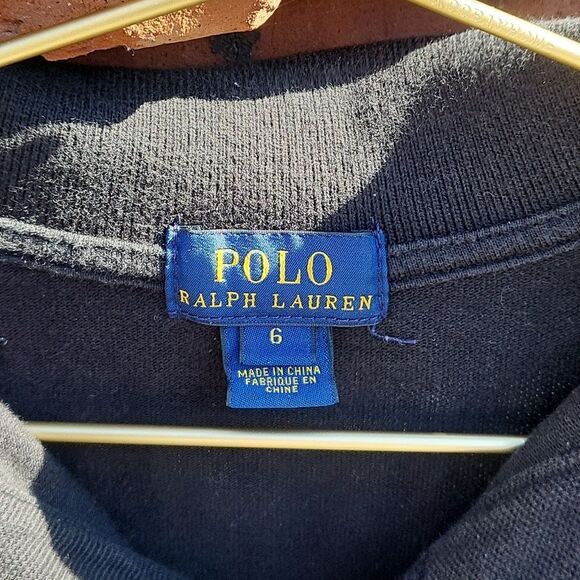 POLO
RALPH LAUREN
6
MADE IN CHINA
FABRIQUE EN
CHINE